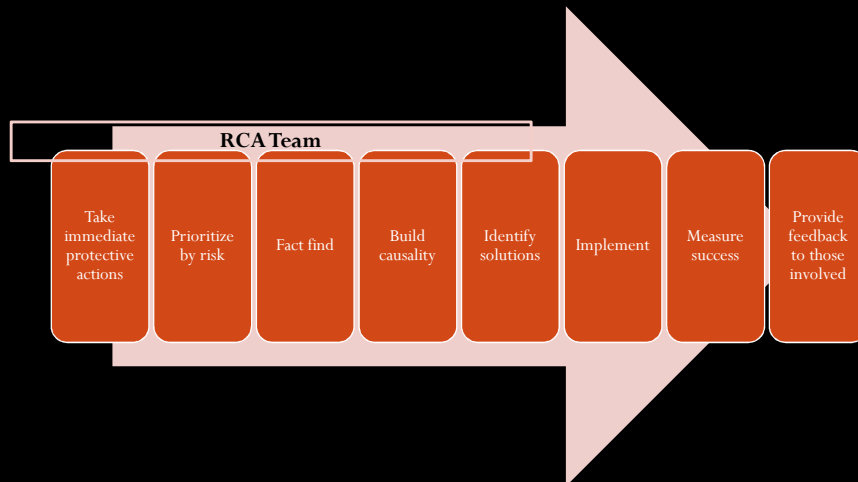 RCA Team
Take
immediate
protective
actions
Prioritize
by risk
Fact find
Build
causality
Identify
solutions
Implement
Measure
success
Provide
feedback
to those
involved